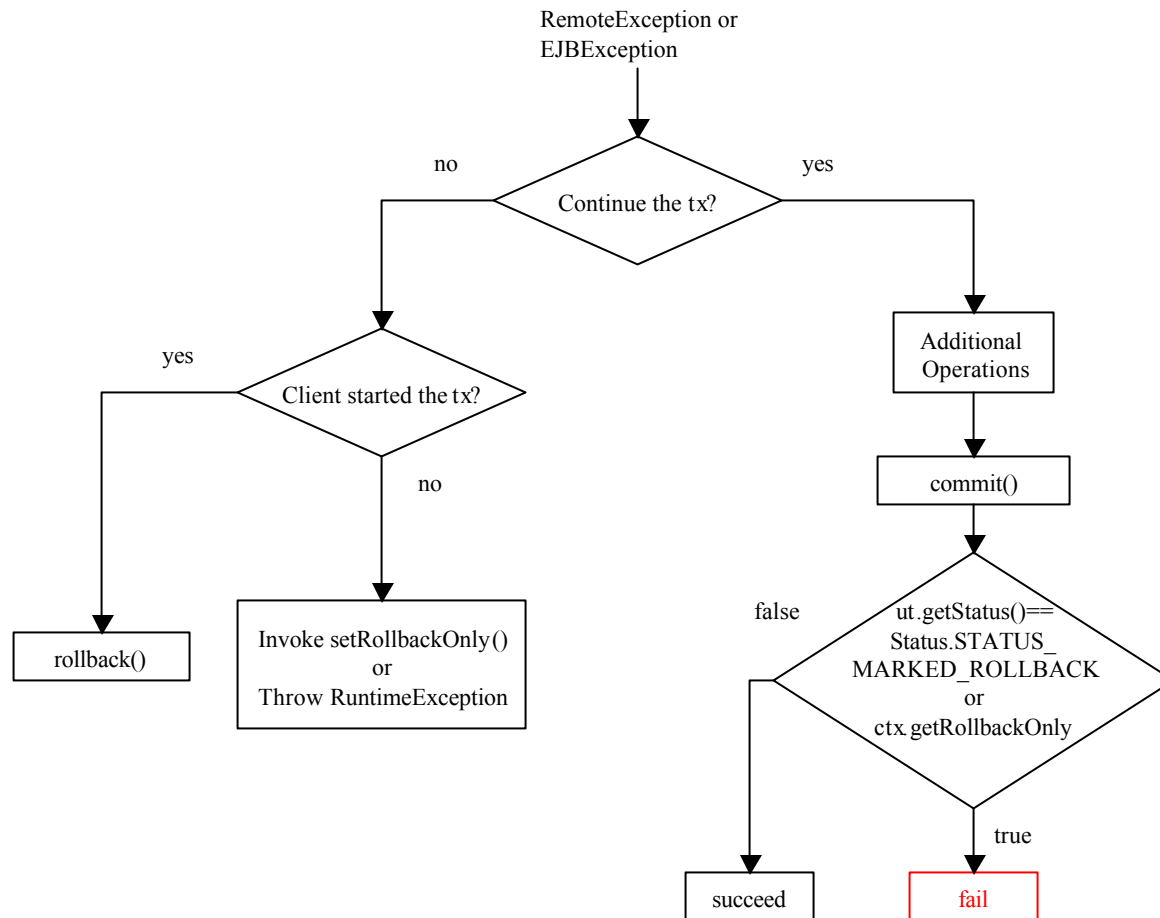 RemoteException or
EJBException
no
yes
Continue the tx?
yes
Additional
Operations
Client started the tx?
no
commit()
false
ut.getStatus()==
Status.STATUS_
MARKED_ROLLBACK
or
ctx.getRollbackOnly
Invoke setRollbackOnly()
or
Throw RuntimeException
rollback()
true
succeed
fail